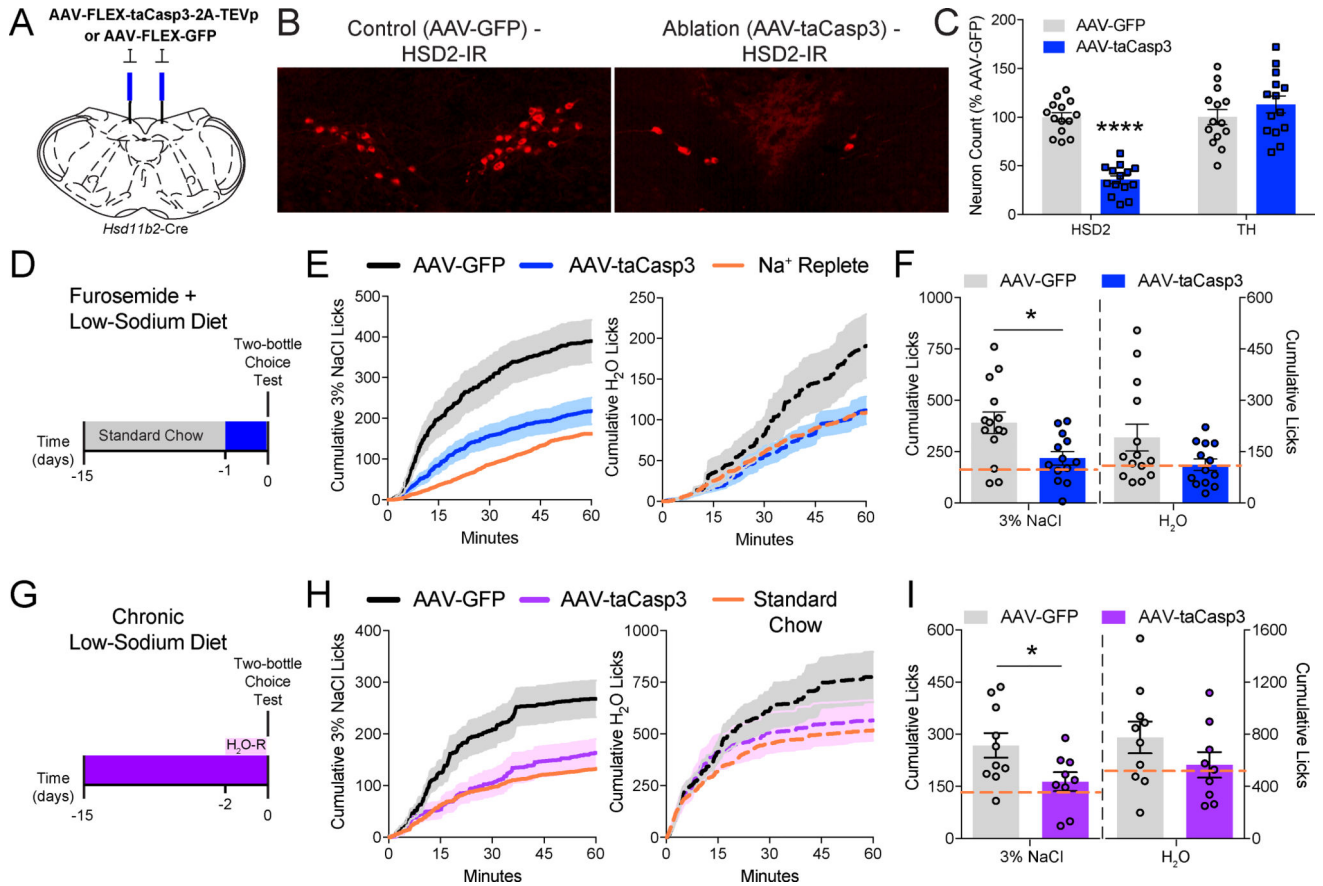 A
AAV-FLEX-taCasp3-2A-TEVp
or AAV-FLEX-GFP
Hsd11b2-Cre
B
Control (AAV-GFP) -
HSD2-IR
Ablation (AAV-taCasp3) -
HSD2-IR
C
AAV-GFP
AAV-taCasp3
Neuron Count (% AAV-GFP)
200
150
100
50
0
****
HSD2
TH
D
Furosemide +
Low-Sodium Diet
Two-bottle
Choice
Test
Time
(days)
Standard Chow
-15
-1
0
E
AAV-GFP
AAV-taCasp3
Na⁺ Replete
Cumulative 3% NaCl Licks
500
400
300
200
100
0
0
15
30
45
60
Minutes
Cumulative H₂O Licks
250
200
150
100
50
0
0
15
30
45
60
Minutes
F
AAV-GFP
AAV-taCasp3
Cumulative Licks
1000
750
500
250
0
*
600
500
400
300
200
100
0
Cumulative Licks
3% NaCl
H₂O
G
Chronic
Low-Sodium Diet
Two-bottle
Choice
Test
H₂O-R
Time
(days)
-15
-2
0
H
AAV-GFP
AAV-taCasp3
Standard
Chow
Cumulative 3% NaCl Licks
400
300
200
100
0
0
15
30
45
60
Minutes
Cumulative H₂O Licks
1000
750
500
250
0
0
15
30
45
60
Minutes
I
AAV-GFP
AAV-taCasp3
Cumulative Licks
600
450
300
150
0
*
1600
1200
800
400
0
Cumulative Licks
3% NaCl
H₂O